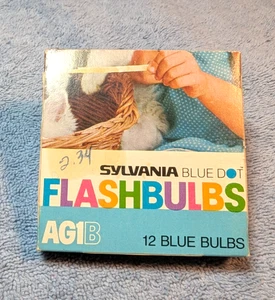 2.34
SYLVANIA BLUE DOT
FLASHBULBS
AG1B 12 BLUE BULBS